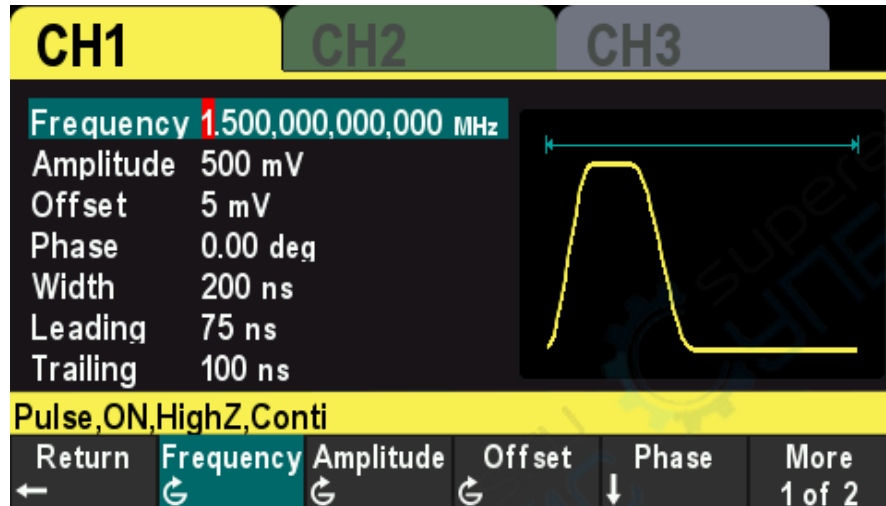 CH1 CH2 CH3
Frequency 1.500,000,000,000 MHz
Amplitude 500 mV
Offset 5 mV
Phase 0.00 deg
Width 200 ns
Leading 75 ns
Trailing 100 ns
Pulse,ON,HighZ,Conti
Return Frequency Amplitude Offset Phase More
1 of 2